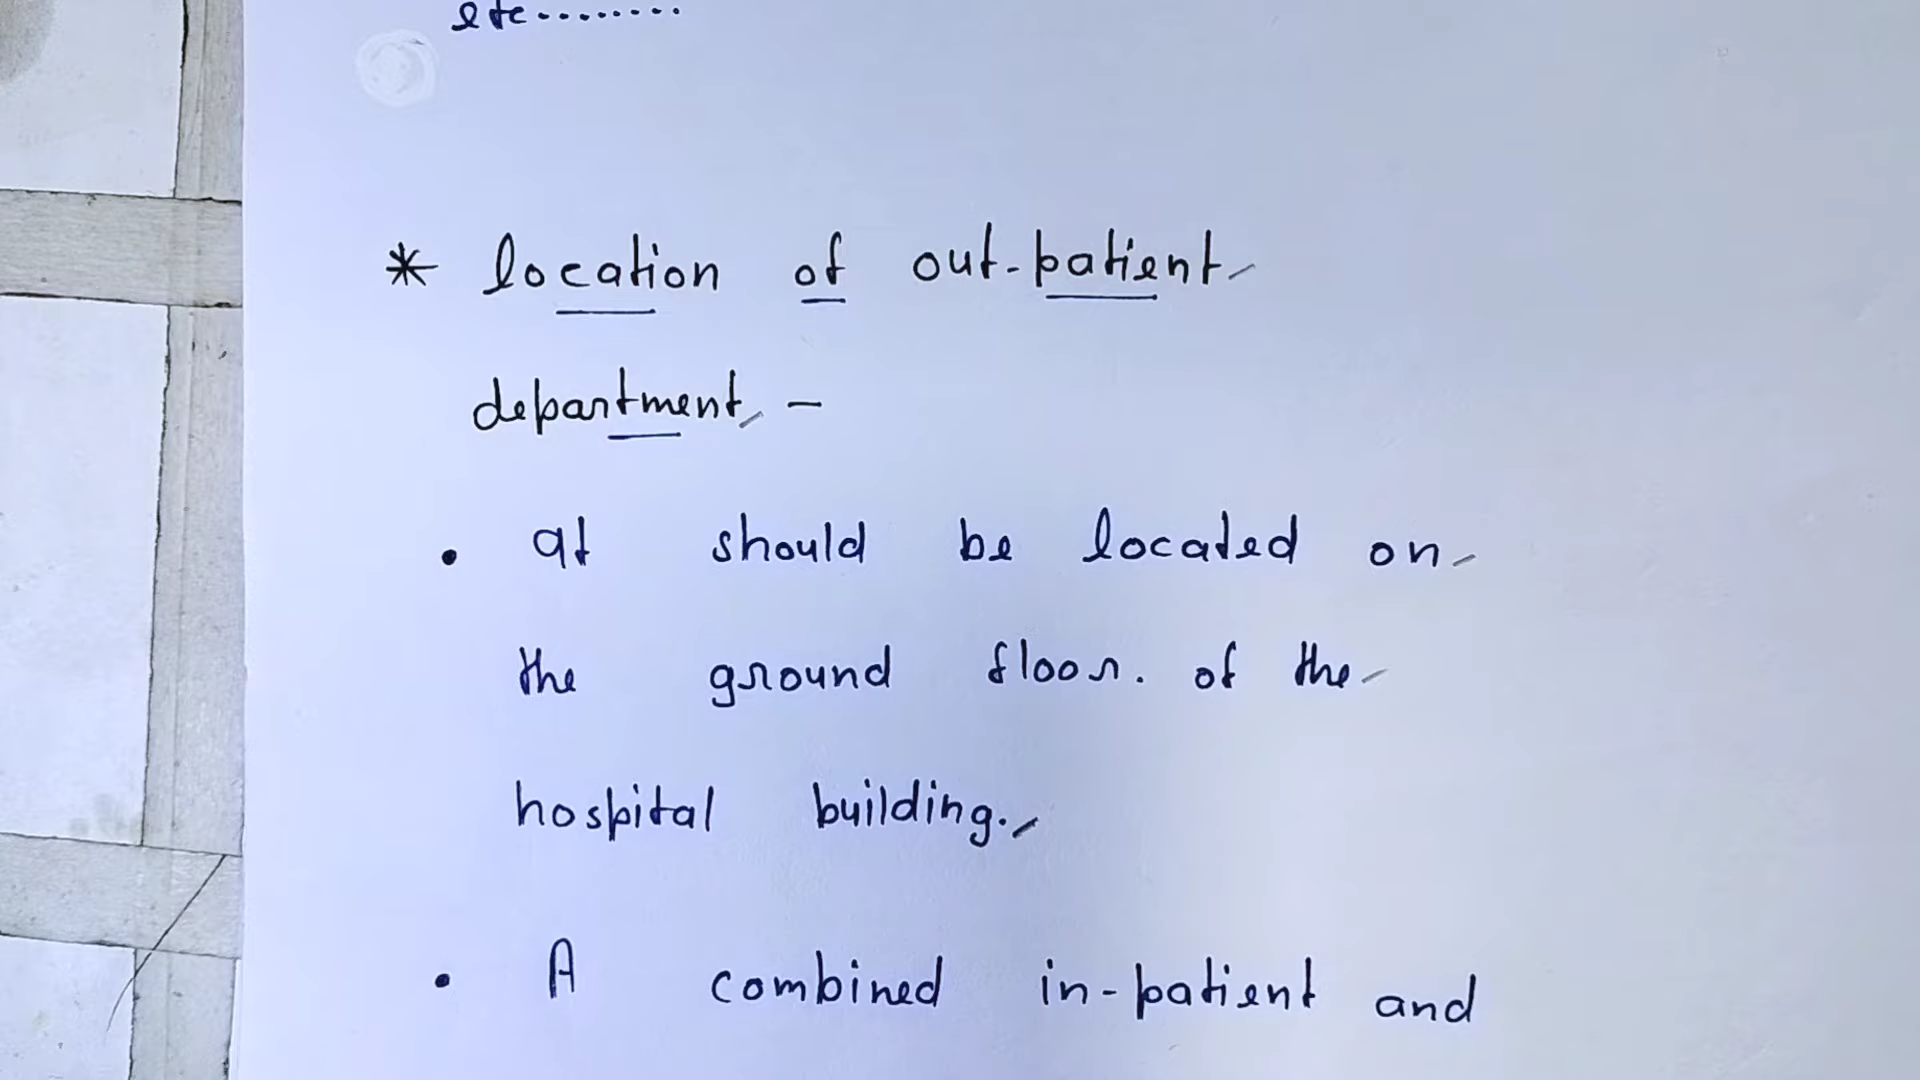 etc........
* location of out-patient
department -
• It should be located on
the ground floor. of the
hospital building.
• A combined in-patient and